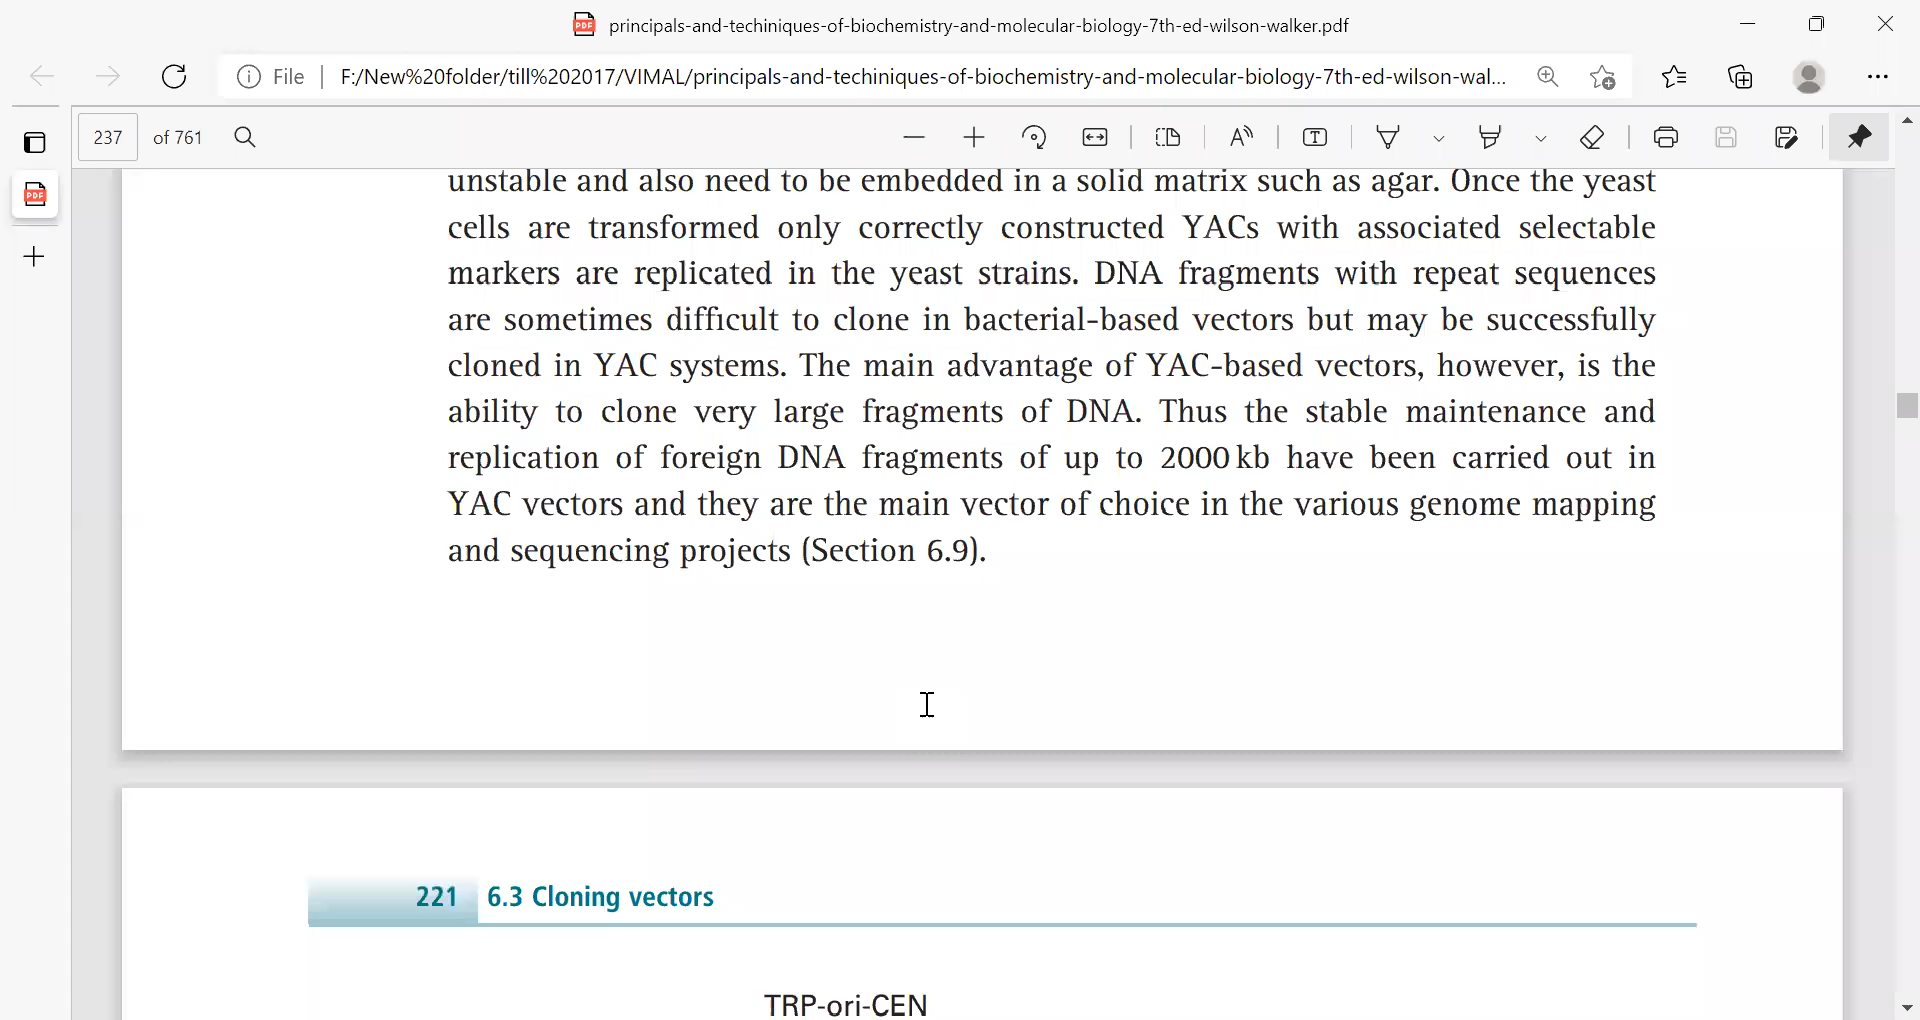 principals-and-techiniques-of-biochemistry-and-molecular-biology-7th-ed-wilson-walker.pdf
File F:/New%20folder/till%202017/VIMAL/principals-and-techiniques-of-biochemistry-and-molecular-biology-7th-ed-wilson-wal...
237 of 761
unstable and also need to be embedded in a solid matrix such as agar. Once the yeast
cells are transformed only correctly constructed YACs with associated selectable
markers are replicated in the yeast strains. DNA fragments with repeat sequences
are sometimes difficult to clone in bacterial-based vectors but may be successfully
cloned in YAC systems. The main advantage of YAC-based vectors, however, is the
ability to clone very large fragments of DNA. Thus the stable maintenance and
replication of foreign DNA fragments of up to 2000 kb have been carried out in
YAC vectors and they are the main vector of choice in the various genome mapping
and sequencing projects (Section 6.9).
221 6.3 Cloning vectors
TRP-ori-CEN